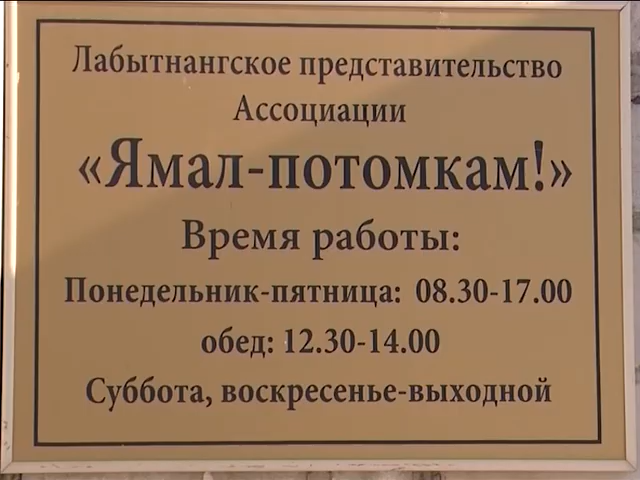 Лабытнангское представительство
Ассоциации
«Ямал-потомкам!»
Время работы:
Понедельник-пятница: 08.30-17.00
обед: 12.30-14.00
Суббота, воскресенье-выходной